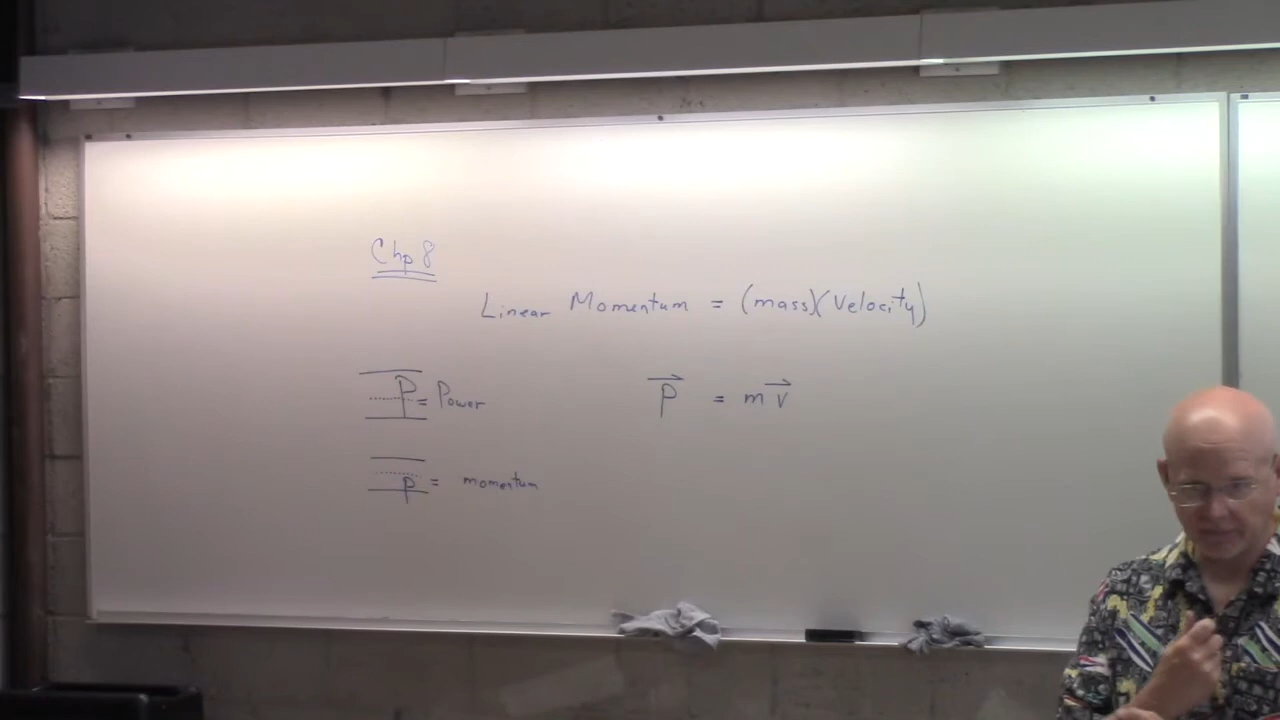 Chp 8
Linear Momentum = (mass)(Velocity)
P = Power
p⃗ = m v⃗
p = momentum